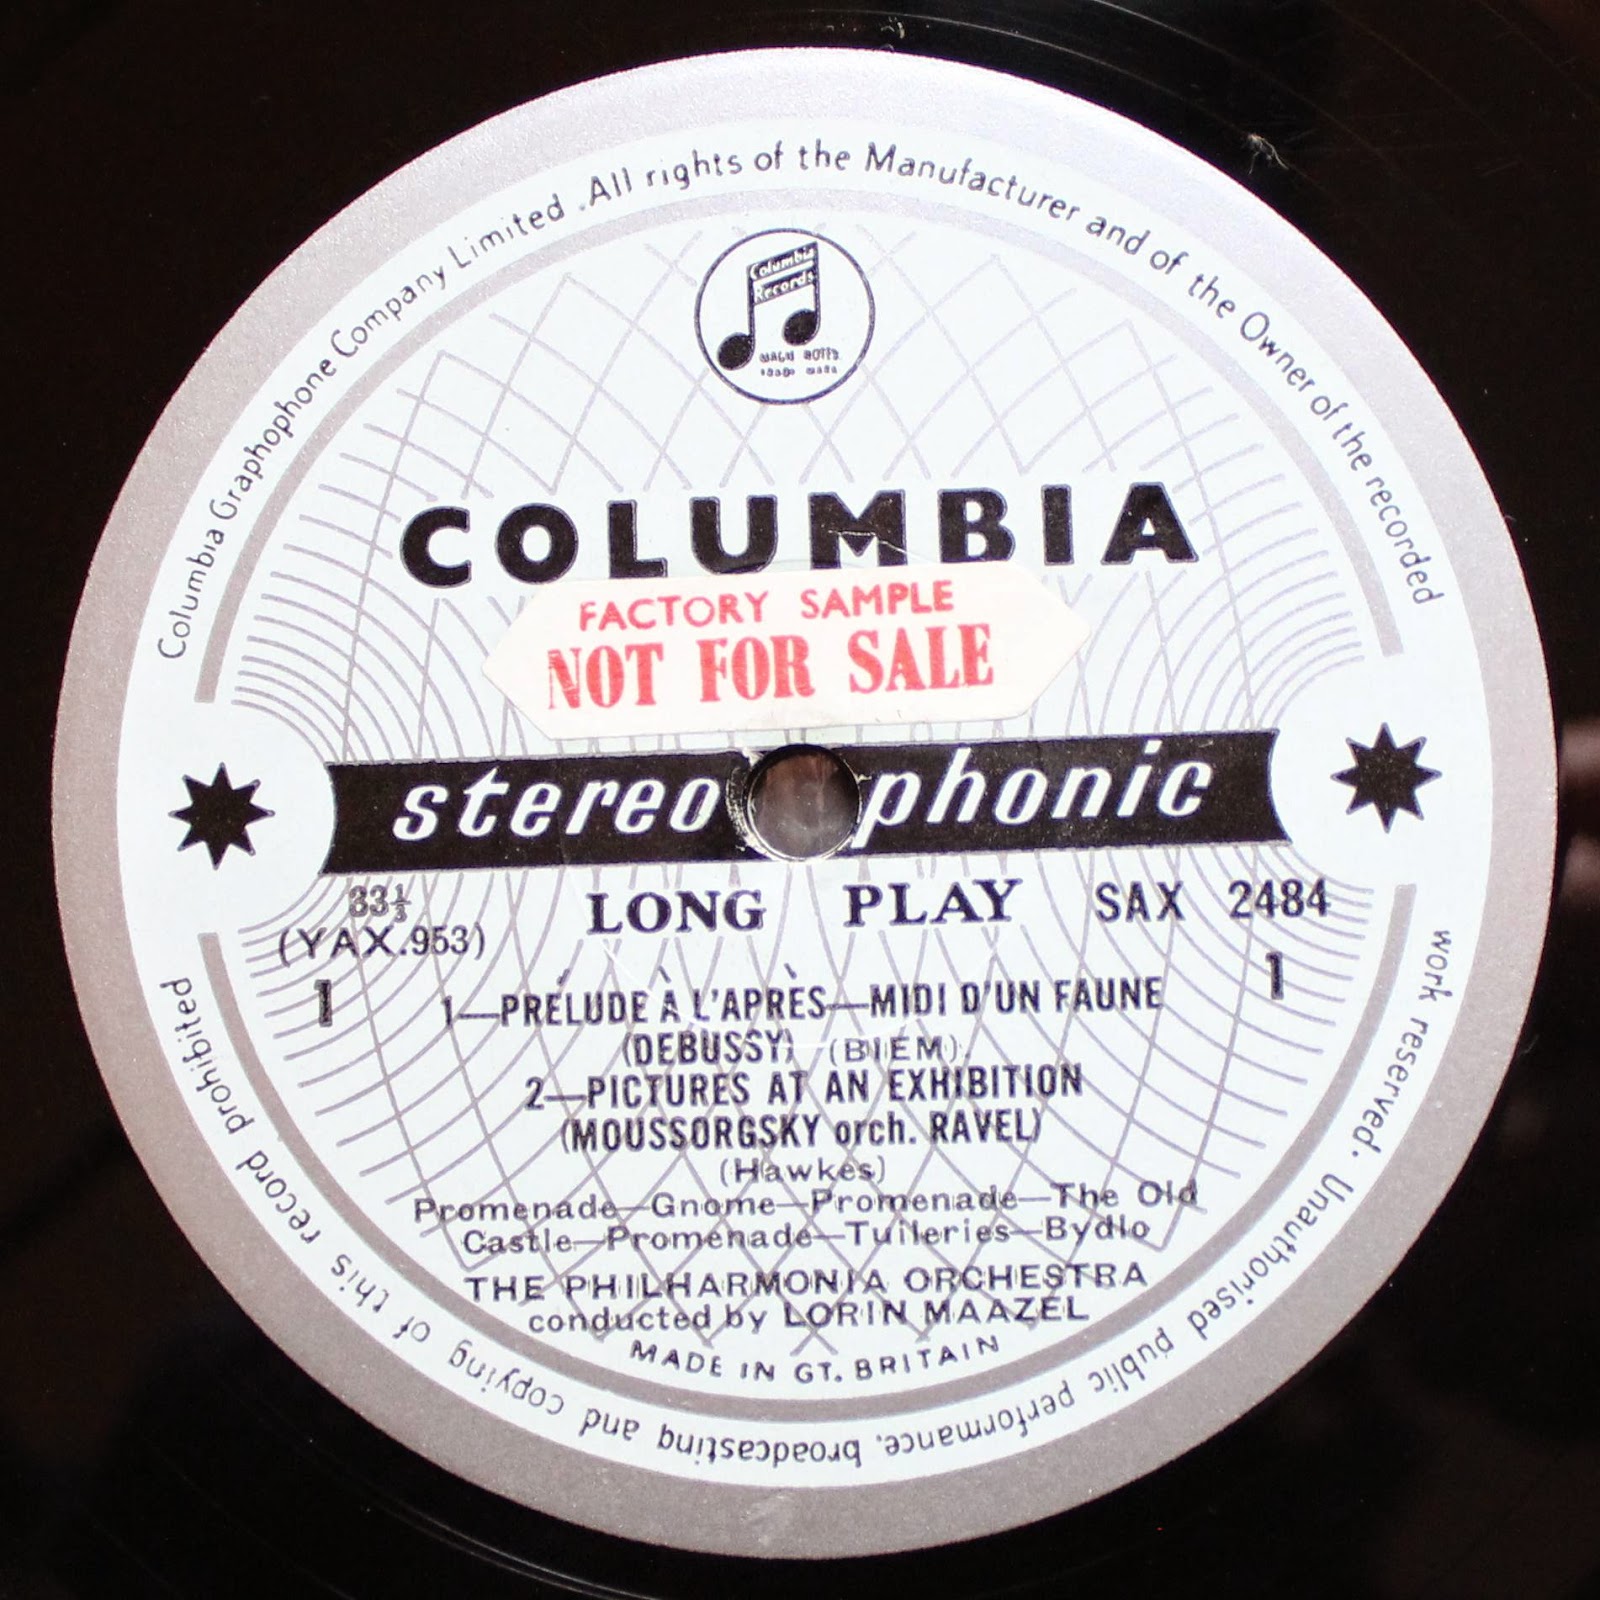 Columbia Graphophone Company Limited. All rights of the Manufacturer and of the Owner of the recorded
work reserved. Unauthorised public performance, broadcasting and copying of this record prohibited
Columbia
Records
COLUMBIA
FACTORY SAMPLE
NOT FOR SALE
stereophonic
33⅓ LONG PLAY SAX 2484
(YAX.953)
1 1
1—PRÉLUDE À L'APRÈS—MIDI D'UN FAUNE
(DEBUSSY) (BIEM)
2—PICTURES AT AN EXHIBITION
(MOUSSORGSKY orch. RAVEL)
(Hawkes)
Promenade—Gnome—Promenade—The Old
Castle—Promenade—Tuileries—Bydlo
THE PHILHARMONIA ORCHESTRA
conducted by LORIN MAAZEL
MADE IN GT. BRITAIN